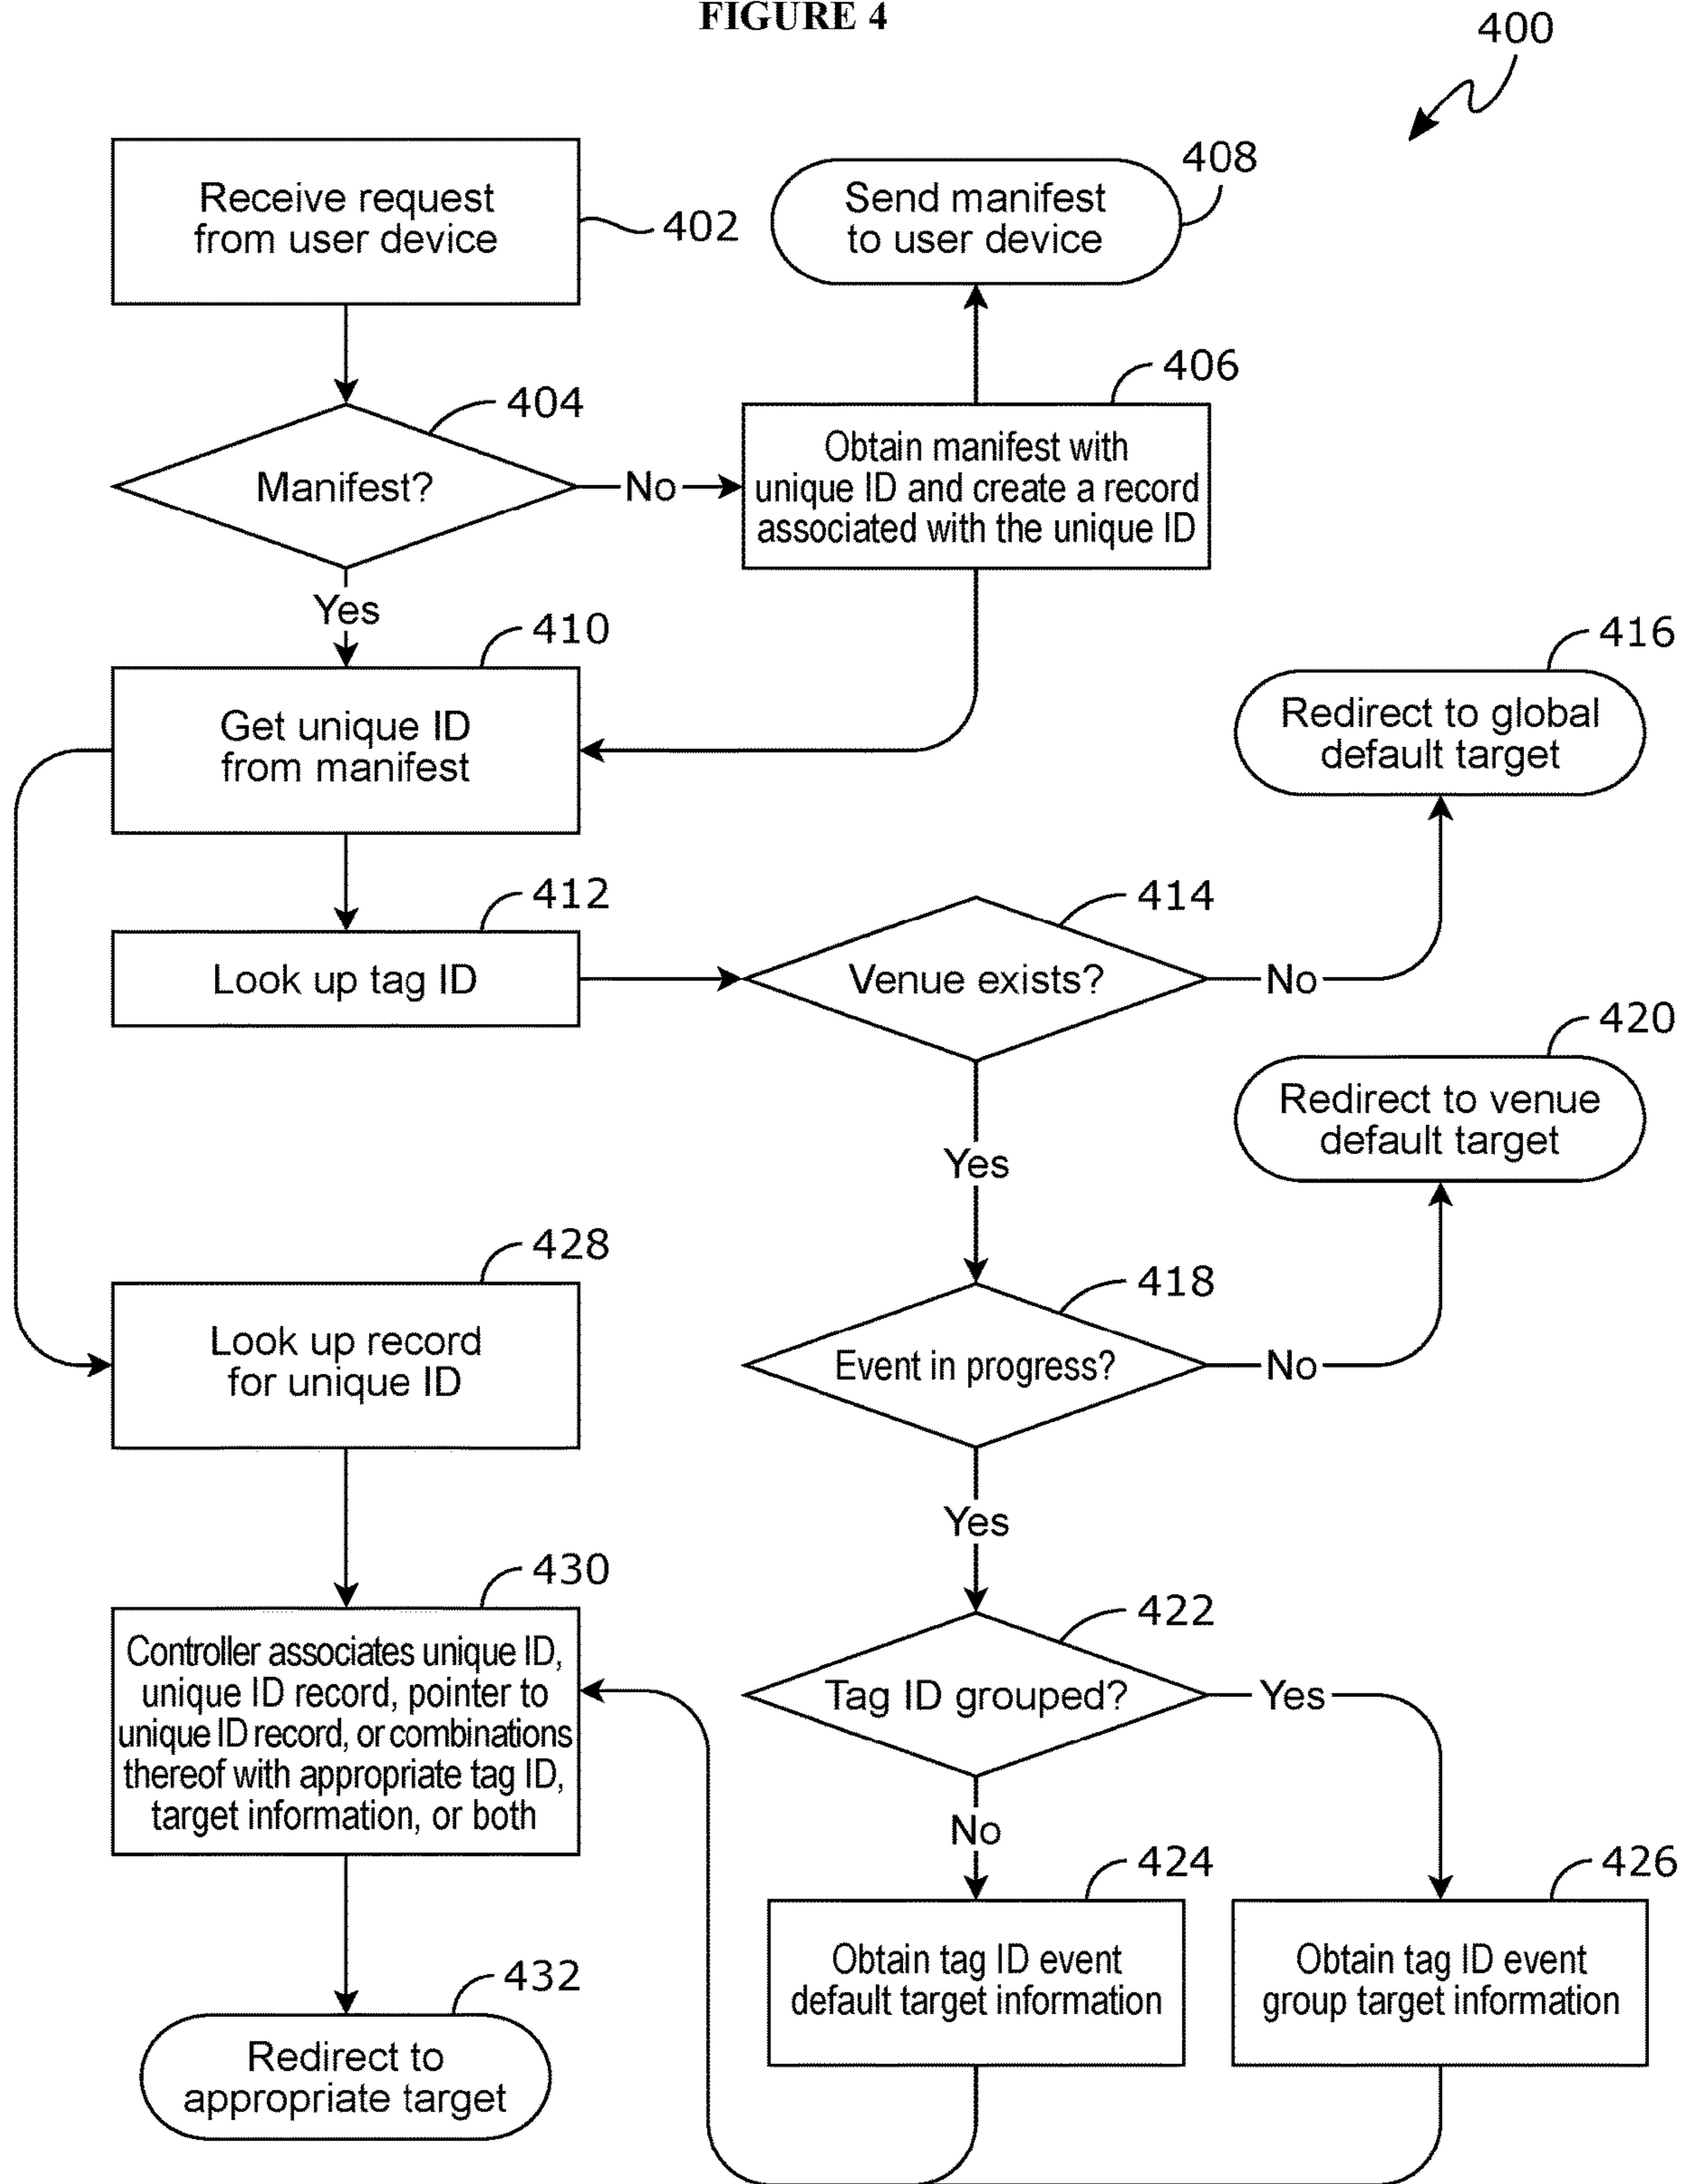 FIGURE 4
400
Receive request
from user device
402
Send manifest
to user device
408
404
Manifest?
No
406
Obtain manifest with
unique ID and create a record
associated with the unique ID
Yes
410
Get unique ID
from manifest
416
Redirect to global
default target
412
Look up tag ID
414
Venue exists?
No
420
Redirect to venue
default target
Yes
428
Look up record
for unique ID
418
Event in progress?
No
Yes
430
Controller associates unique ID,
unique ID record, pointer to
unique ID record, or combinations
thereof with appropriate tag ID,
target information, or both
422
Tag ID grouped?
Yes
No
424
Obtain tag ID event
default target information
426
Obtain tag ID event
group target information
432
Redirect to
appropriate target